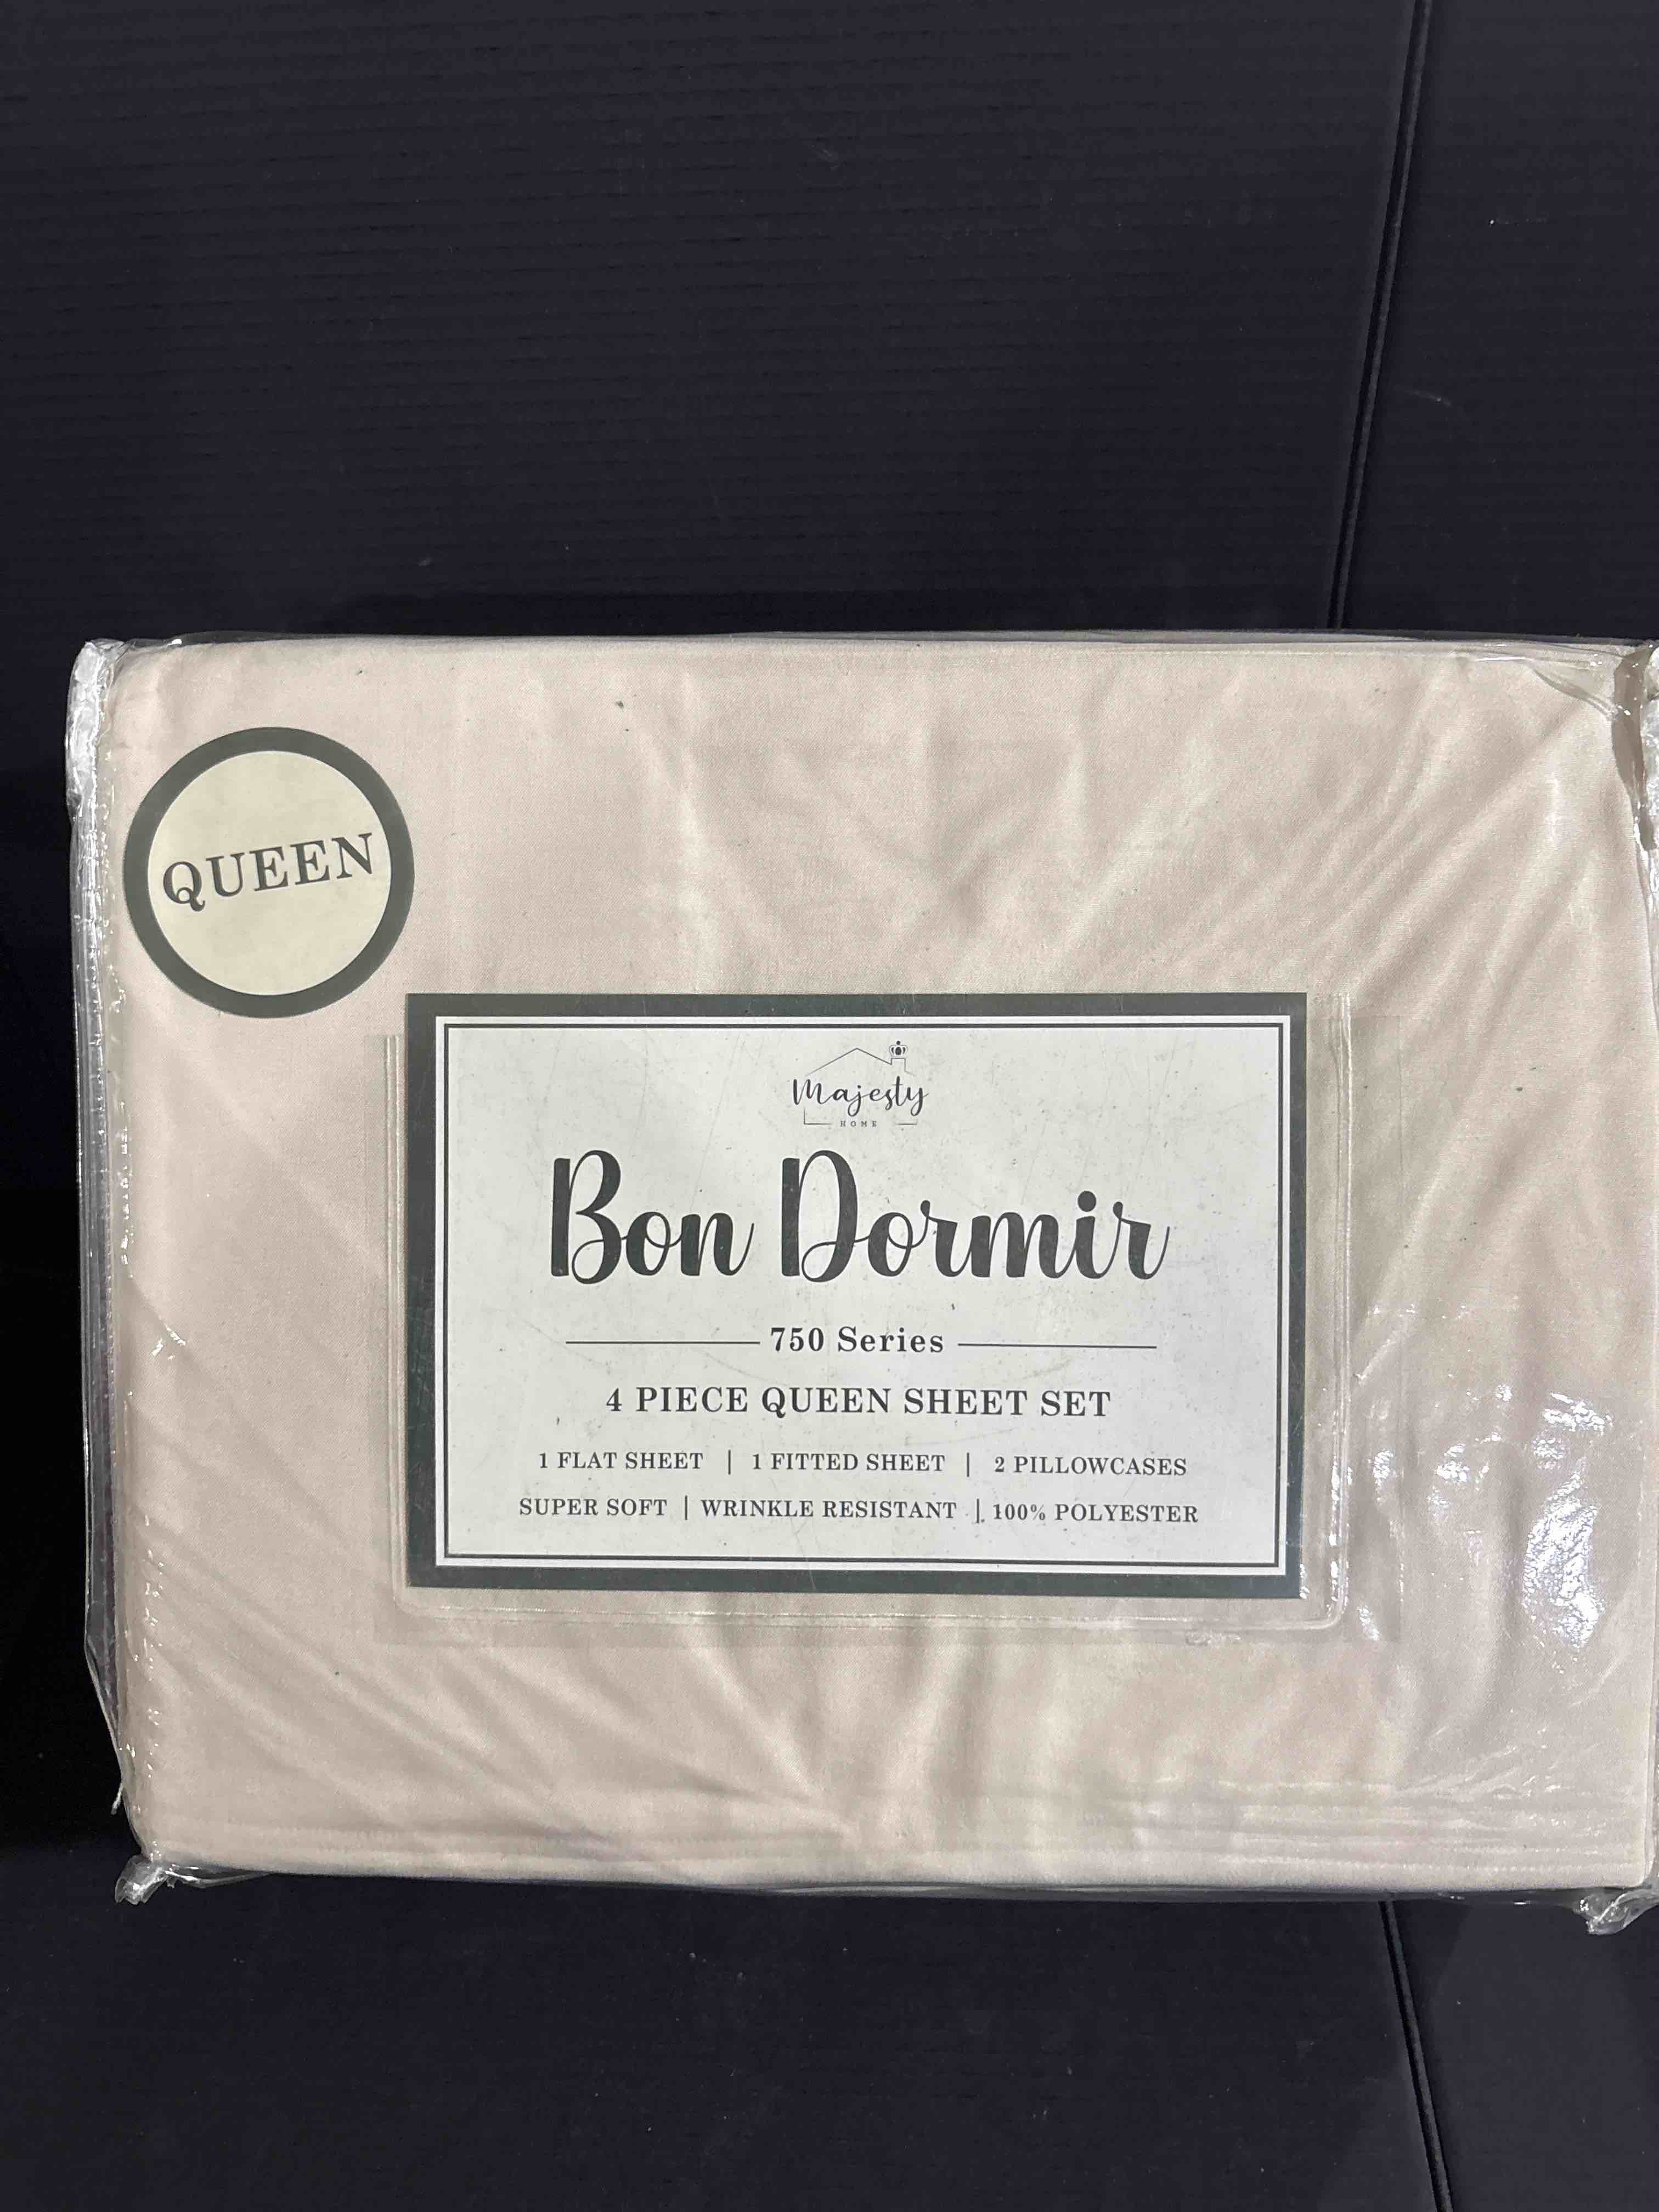 QUEEN
Majesty
HOME
Bon Dormir
750 Series
4 PIECE QUEEN SHEET SET
1 FLAT SHEET | 1 FITTED SHEET | 2 PILLOWCASES
SUPER SOFT | WRINKLE RESISTANT | 100% POLYESTER